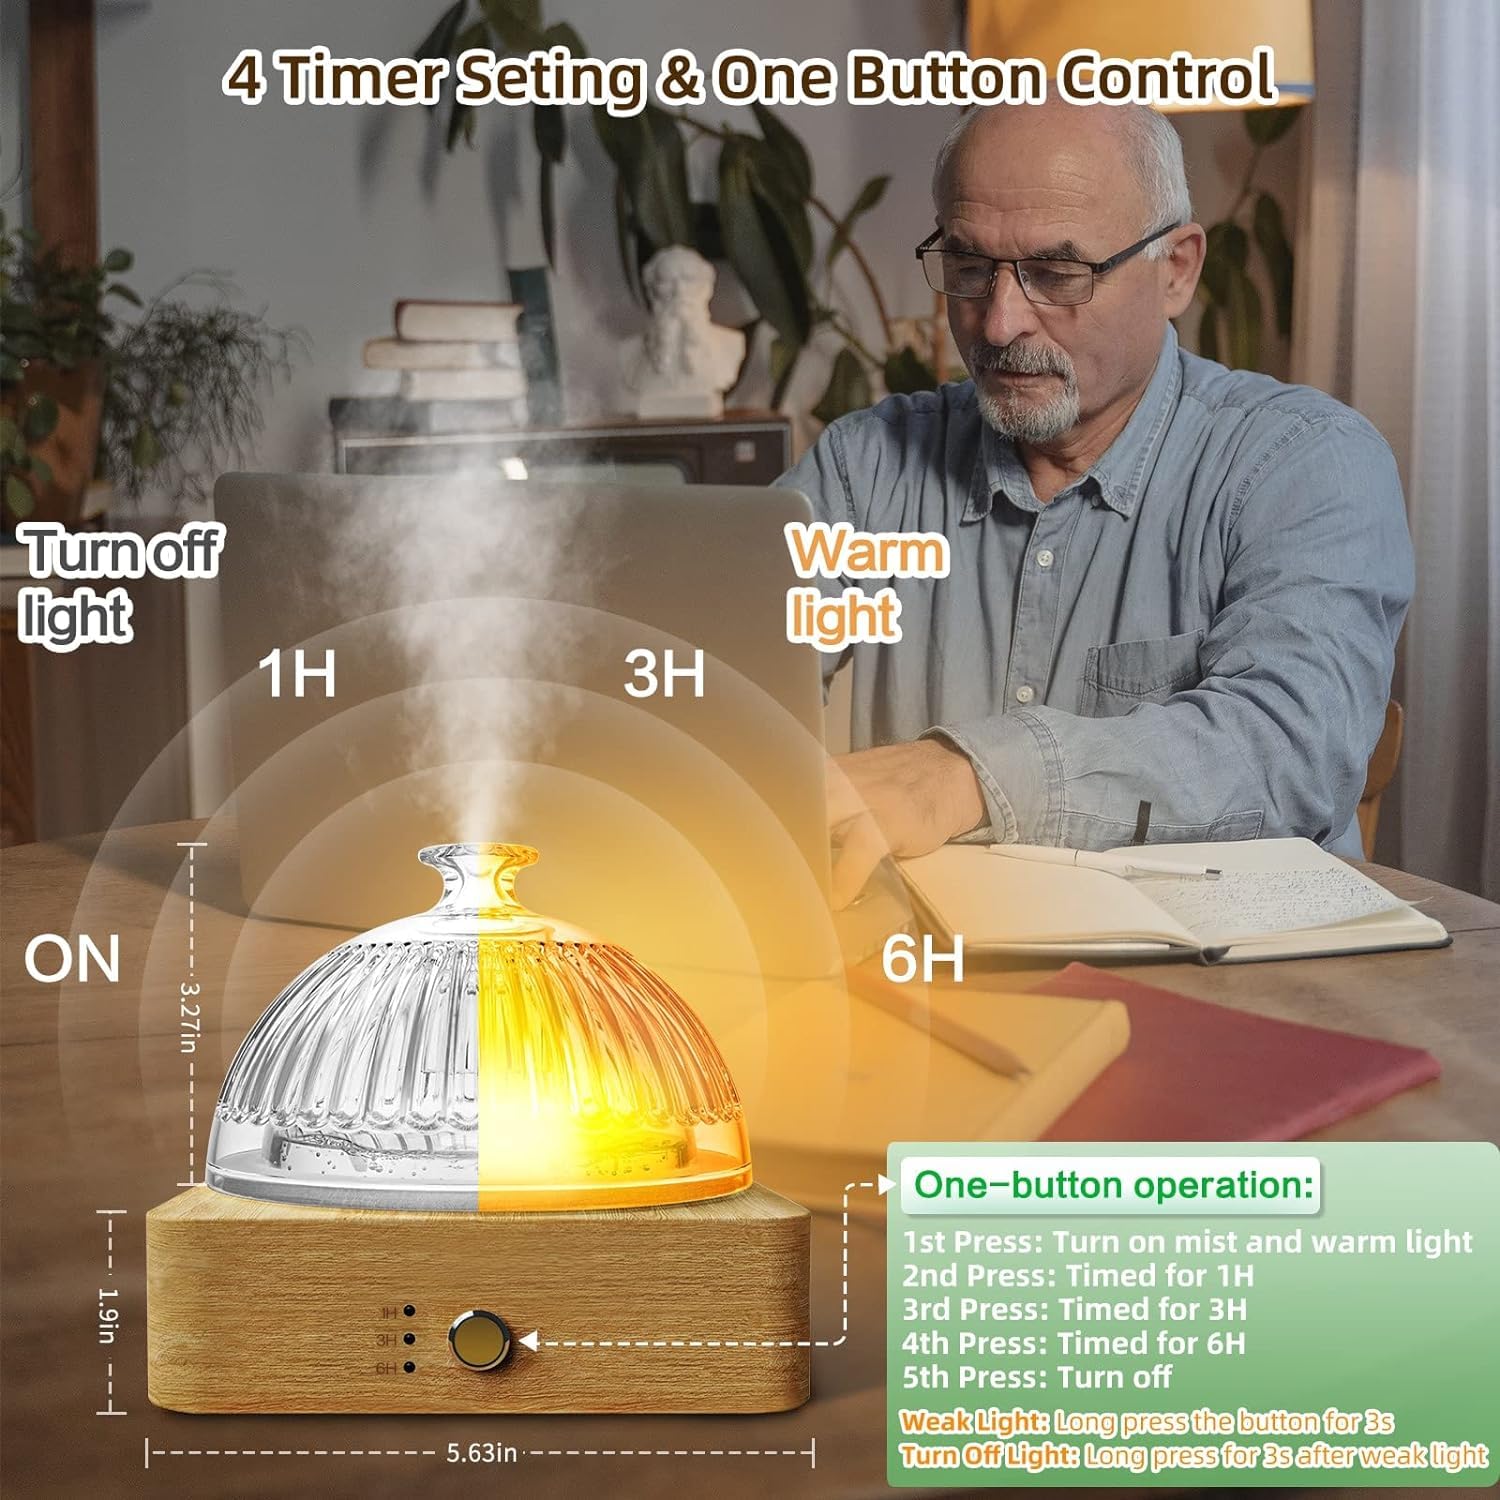 4 Timer Seting & One Button Control
Turn off
light
Warm
light
1H
3H
ON
6H
3.27in
1.9in
1H
3H
6H
5.63in
One-button operation:
1st Press: Turn on mist and warm light
2nd Press: Timed for 1H
3rd Press: Timed for 3H
4th Press: Timed for 6H
5th Press: Turn off
Weak Light: Long press the button for 3s
Turn Off Light: Long press for 3s after weak light